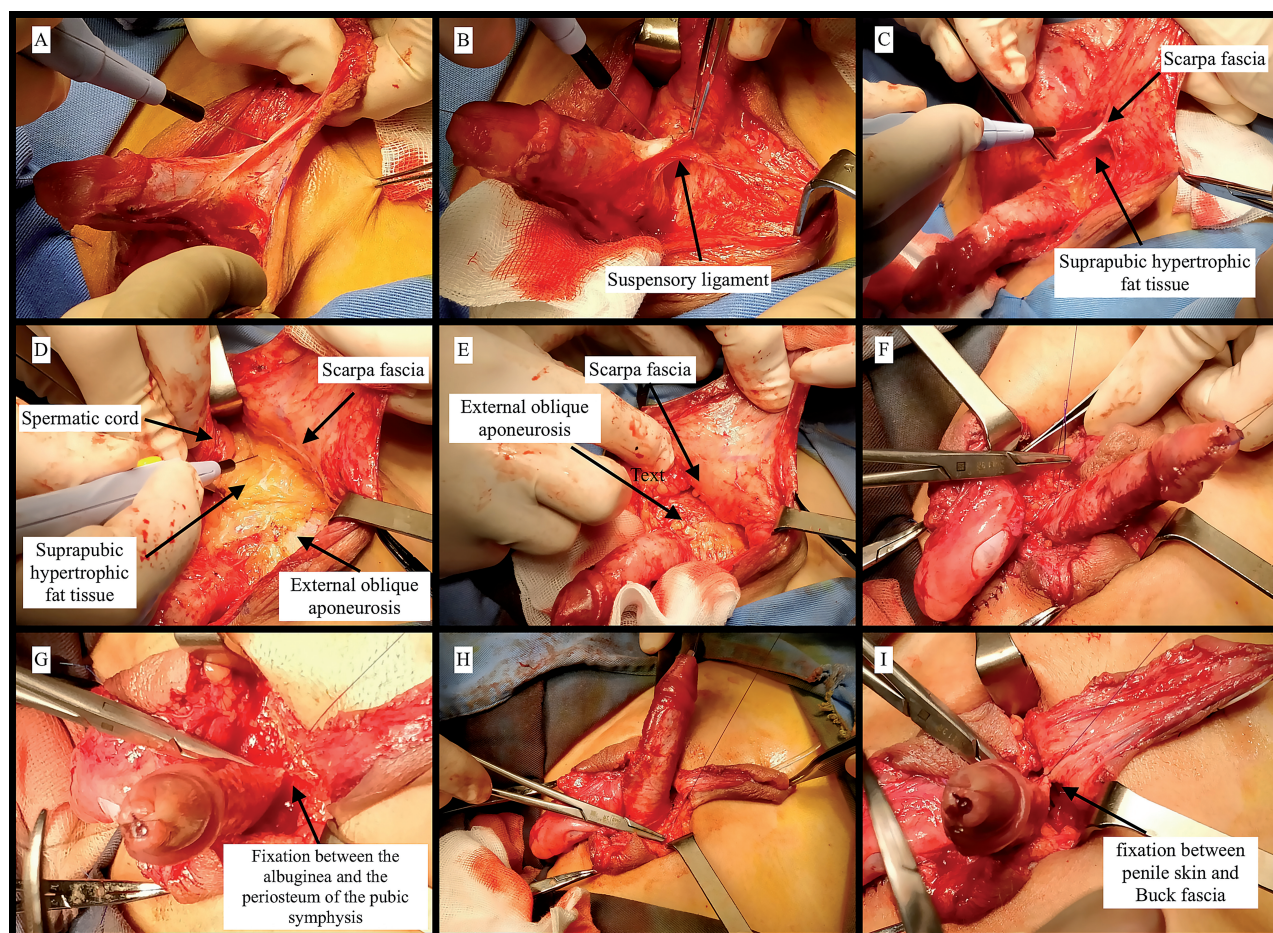 A
B
Suspensory ligament
C
Scarpa fascia
Suprapubic hypertrophic
fat tissue
D
Scarpa fascia
Spermatic cord
Suprapubic
hypertrophic
fat tissue
External oblique
aponeurosis
E
Scarpa fascia
External oblique
aponeurosis
Text
F
G
Fixation between the
albuginea and the
periosteum of the pubic
symphysis
H
I
fixation between
penile skin and
Buck fascia